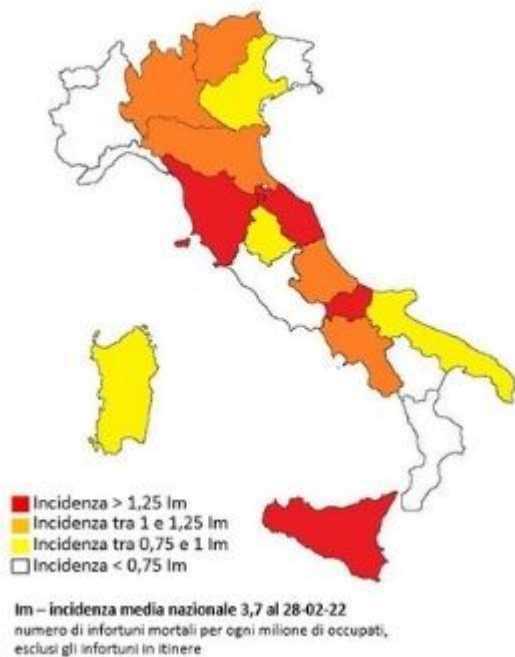 Incidenza > 1,25 Im
Incidenza tra 1 e 1,25 Im
Incidenza tra 0,75 e 1 Im
Incidenza < 0,75 Im
Im – incidenza media nazionale 3,7 al 28-02-22
numero di infortuni mortali per ogni milione di occupati,
esclusi gli infortuni in itinere